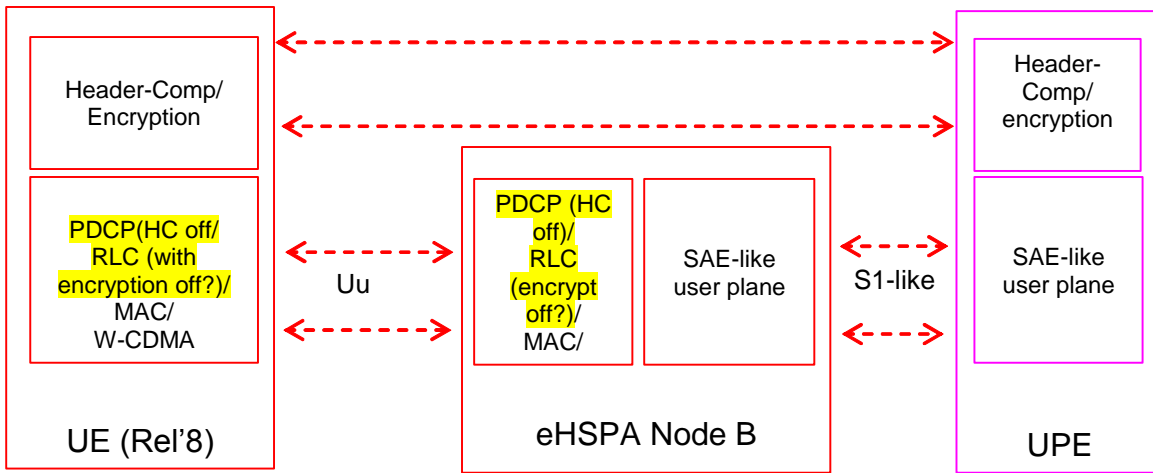 Header-Comp/
Encryption
PDCP(HC off/
RLC (with
encryption off?)/
MAC/
W-CDMA
UE (Rel’8)
Uu
PDCP (HC
off)/
RLC
(encrypt
off?)/
MAC/
SAE-like
user plane
eHSPA Node B
S1-like
Header-
Comp/
encryption
SAE-like
user plane
UPE